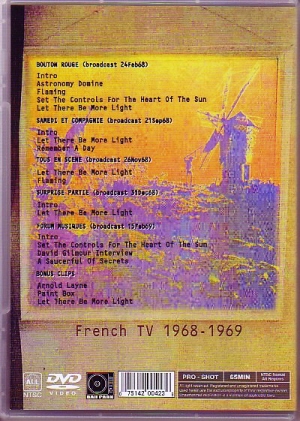 BOUTON ROUGE (broadcast 24Feb68)
Intro
Astronomy Domine
Flaming
Set The Controls For The Heart Of The Sun
Let There Be More Light
SAMEDI ET COMPAGNIE (broadcast 21Sep68)
Intro
Let There Be More Light
Remember A Day
TOUS EN SCENE (broadcast 26Nov68)
Let There Be More Light
Flaming
SURPRISE PARTIE (broadcast 31Dec68)
Intro
Let There Be More Light
FORUM MUSIQUES (broadcast 15Feb69)
Intro
Set The Controls For The Heart Of The Sun
David Gilmour Interview
A Saucerful Of Secrets
BONUS CLIPS
Arnold Layne
Paint Box
Let There Be More Light
French TV 1968-1969
ALL
NTSC
DVD
VIDEO
PRO - SHOT
65MIN
NTSC format
All Regions